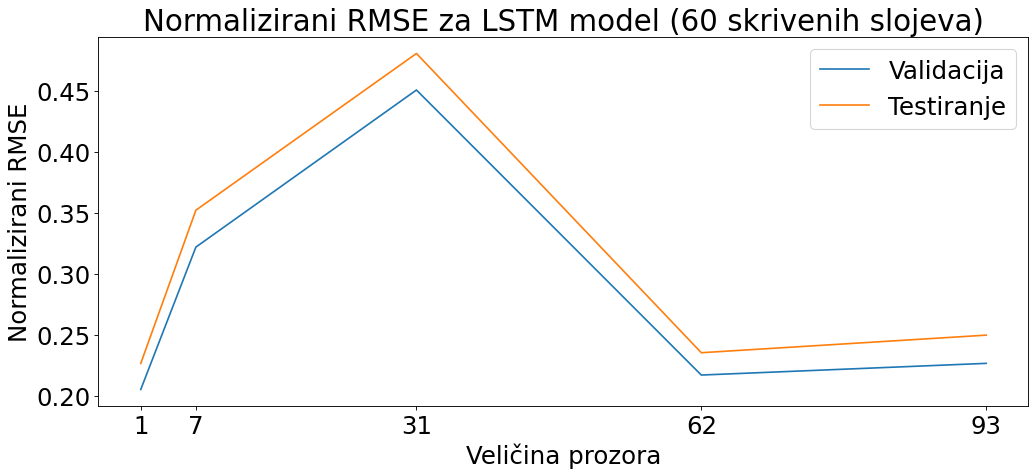 Normalizirani RMSE za LSTM model (60 skrivenih slojeva)
Normalizirani RMSE
0.45
0.40
0.35
0.30
0.25
0.20
Validacija
Testiranje
1 7 31 62 93
Veličina prozora